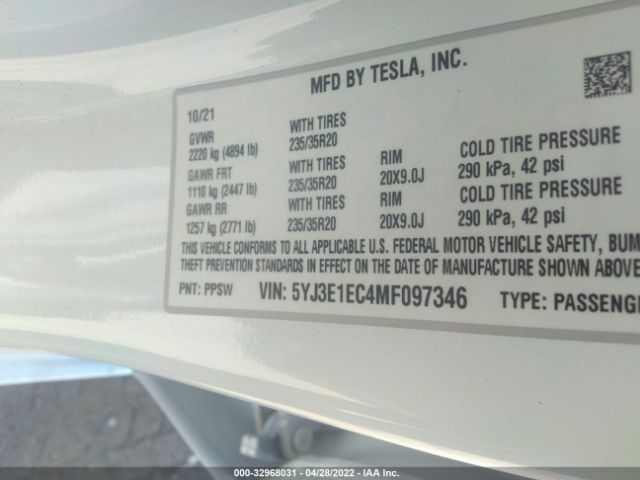 MFD BY TESLA, INC.
10/21
GVWR WITH TIRES
2220 kg (4894 lb) 235/35R20
GAWR FRT WITH TIRES RIM COLD TIRE PRESSURE
1110 kg (2447 lb) 235/35R20 20X9.0J 290 kPa, 42 psi
GAWR RR WITH TIRES RIM COLD TIRE PRESSURE
1257 kg (2771 lb) 235/35R20 20X9.0J 290 kPa, 42 psi
THIS VEHICLE CONFORMS TO ALL APPLICABLE U.S. FEDERAL MOTOR VEHICLE SAFETY, BUM
THEFT PREVENTION STANDARDS IN EFFECT ON THE DATE OF MANUFACTURE SHOWN ABOVE
PNT: PPSW VIN: 5YJ3E1EC4MF097346 TYPE: PASSENGE
000-32968031 - 04/28/2022 - IAA Inc.